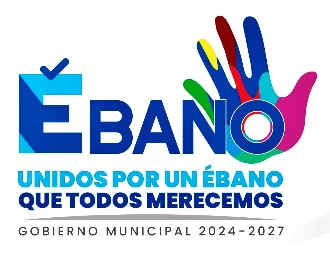 ÉBANO
UNIDOS POR UN ÉBANO
QUE TODOS MERECEMOS
GOBIERNO MUNICIPAL 2024-2027